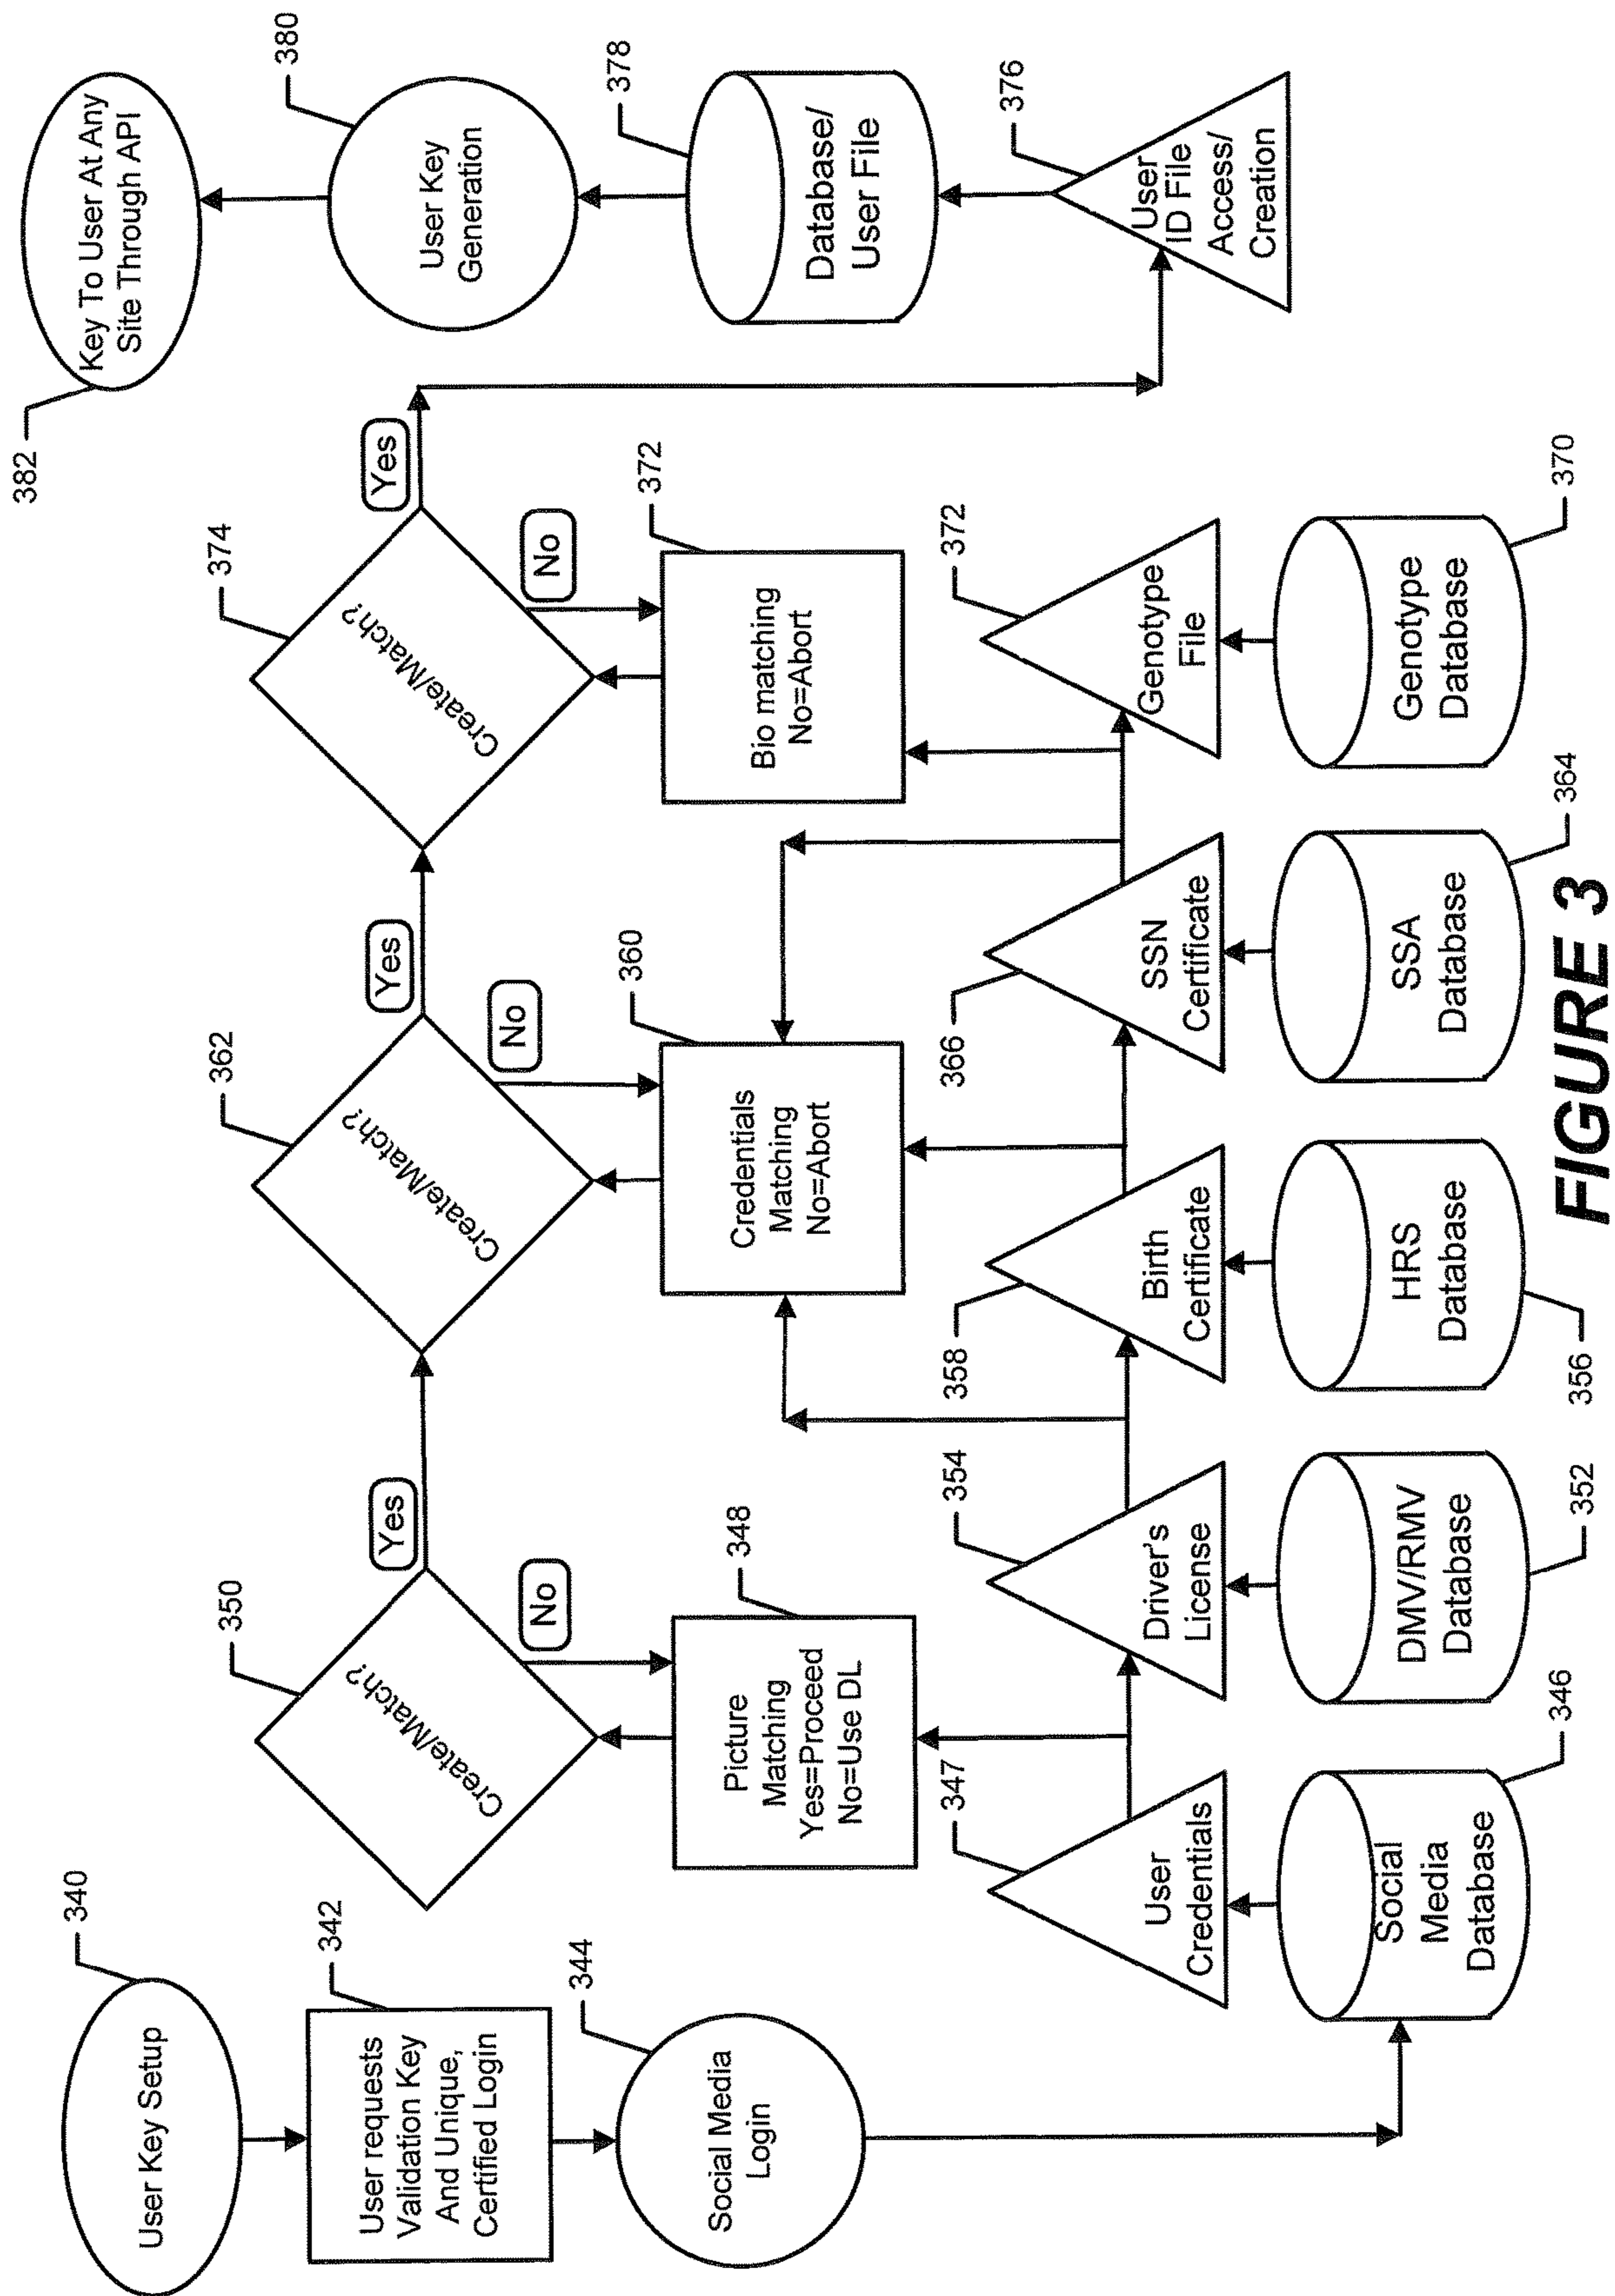 340
User Key Setup
342
User requests
Validation Key
And Unique,
Certified Login
344
Social Media
Login
346
Social
Media
Database
347
User
Credentials
348
Picture
Matching
Yes=Proceed
No=Use DL
350
Create/Match?
No
Yes
352
DMV/RMV
Database
354
Driver's
License
356
HRS
Database
358
Birth
Certificate
360
Credentials
Matching
No=Abort
362
Create/Match?
No
Yes
364
SSA
Database
366
SSN
Certificate
370
Genotype
Database
372
Genotype
File
372
Bio matching
No=Abort
374
Create/Match?
No
Yes
376
User
ID File
Access/
Creation
378
Database/
User File
380
User Key
Generation
382
Key To User At Any
Site Through API
FIGURE 3